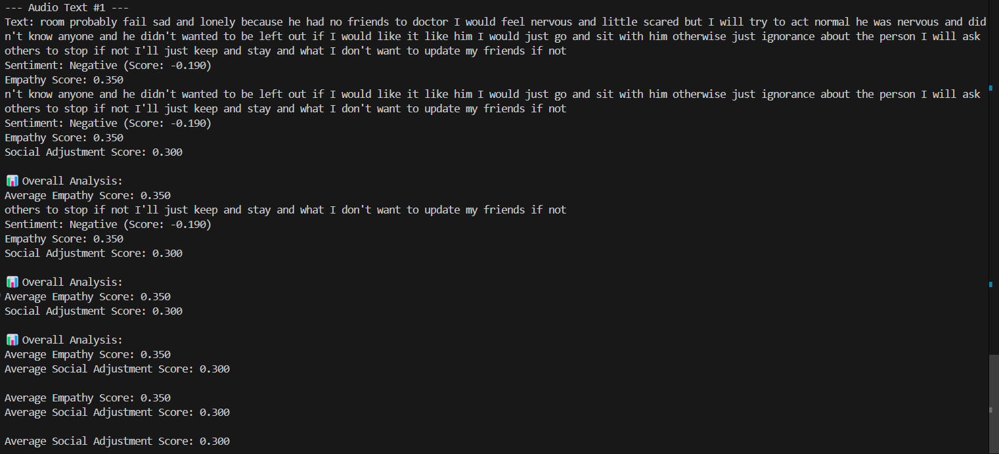 --- Audio Text #1 ---
Text: room probably fail sad and lonely because he had no friends to doctor I would feel nervous and little scared but I will try to act normal he was nervous and did
n't know anyone and he didn't wanted to be left out if I would like it like him I would just go and sit with him otherwise just ignorance about the person I will ask
others to stop if not I'll just keep and stay and what I don't want to update my friends if not
Sentiment: Negative (Score: -0.190)
Empathy Score: 0.350
n't know anyone and he didn't wanted to be left out if I would like it like him I would just go and sit with him otherwise just ignorance about the person I will ask
others to stop if not I'll just keep and stay and what I don't want to update my friends if not
Sentiment: Negative (Score: -0.190)
Empathy Score: 0.350
Social Adjustment Score: 0.300
📊 Overall Analysis:
Average Empathy Score: 0.350
others to stop if not I'll just keep and stay and what I don't want to update my friends if not
Sentiment: Negative (Score: -0.190)
Empathy Score: 0.350
Social Adjustment Score: 0.300
📊 Overall Analysis:
Average Empathy Score: 0.350
Social Adjustment Score: 0.300
📊 Overall Analysis:
Average Empathy Score: 0.350
Average Social Adjustment Score: 0.300
Average Empathy Score: 0.350
Average Social Adjustment Score: 0.300
Average Social Adjustment Score: 0.300